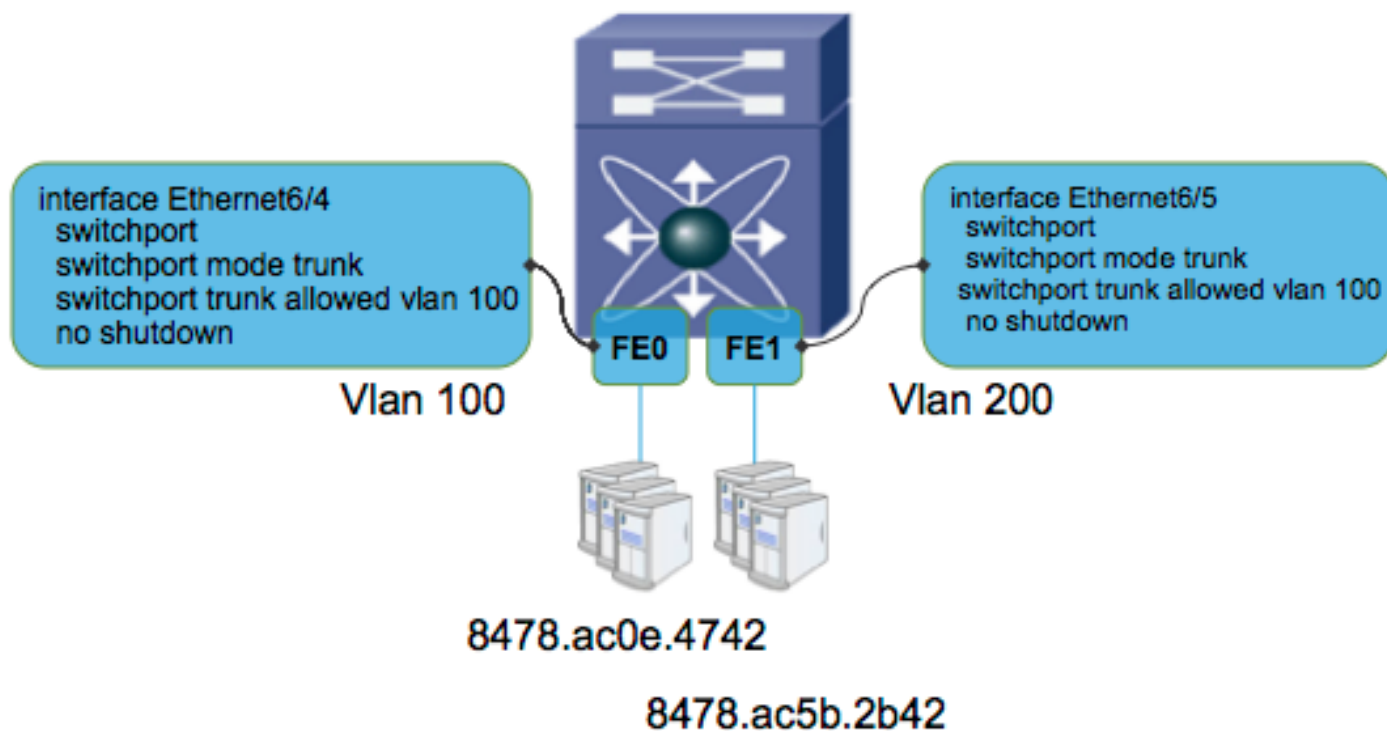 interface Ethernet6/4
switchport
switchport mode trunk
switchport trunk allowed vlan 100
no shutdown
interface Ethernet6/5
switchport
switchport mode trunk
switchport trunk allowed vlan 100
no shutdown
FE0
FE1
Vlan 100
Vlan 200
8478.ac0e.4742
8478.ac5b.2b42